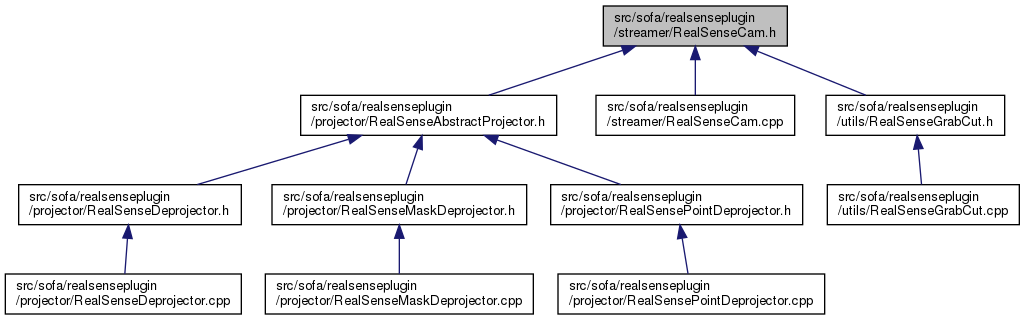 src/sofa/realsenseplugin
/streamer/RealSenseCam.h
src/sofa/realsenseplugin
/projector/RealSenseAbstractProjector.h
src/sofa/realsenseplugin
/streamer/RealSenseCam.cpp
src/sofa/realsenseplugin
/utils/RealSenseGrabCut.h
src/sofa/realsenseplugin
/projector/RealSenseDeprojector.h
src/sofa/realsenseplugin
/projector/RealSenseMaskDeprojector.h
src/sofa/realsenseplugin
/projector/RealSensePointDeprojector.h
src/sofa/realsenseplugin
/utils/RealSenseGrabCut.cpp
src/sofa/realsenseplugin
/projector/RealSenseDeprojector.cpp
src/sofa/realsenseplugin
/projector/RealSenseMaskDeprojector.cpp
src/sofa/realsenseplugin
/projector/RealSensePointDeprojector.cpp